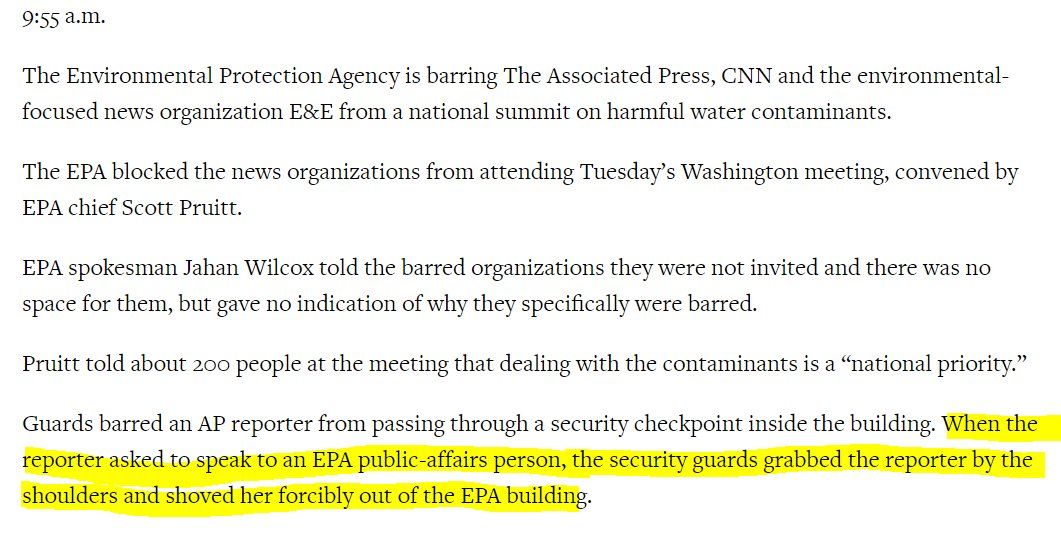 9:55 a.m.
The Environmental Protection Agency is barring The Associated Press, CNN and the environmental-
focused news organization E&E from a national summit on harmful water contaminants.
The EPA blocked the news organizations from attending Tuesday’s Washington meeting, convened by
EPA chief Scott Pruitt.
EPA spokesman Jahan Wilcox told the barred organizations they were not invited and there was no
space for them, but gave no indication of why they specifically were barred.
Pruitt told about 200 people at the meeting that dealing with the contaminants is a “national priority.”
Guards barred an AP reporter from passing through a security checkpoint inside the building. When the
reporter asked to speak to an EPA public-affairs person, the security guards grabbed the reporter by the
shoulders and shoved her forcibly out of the EPA building.